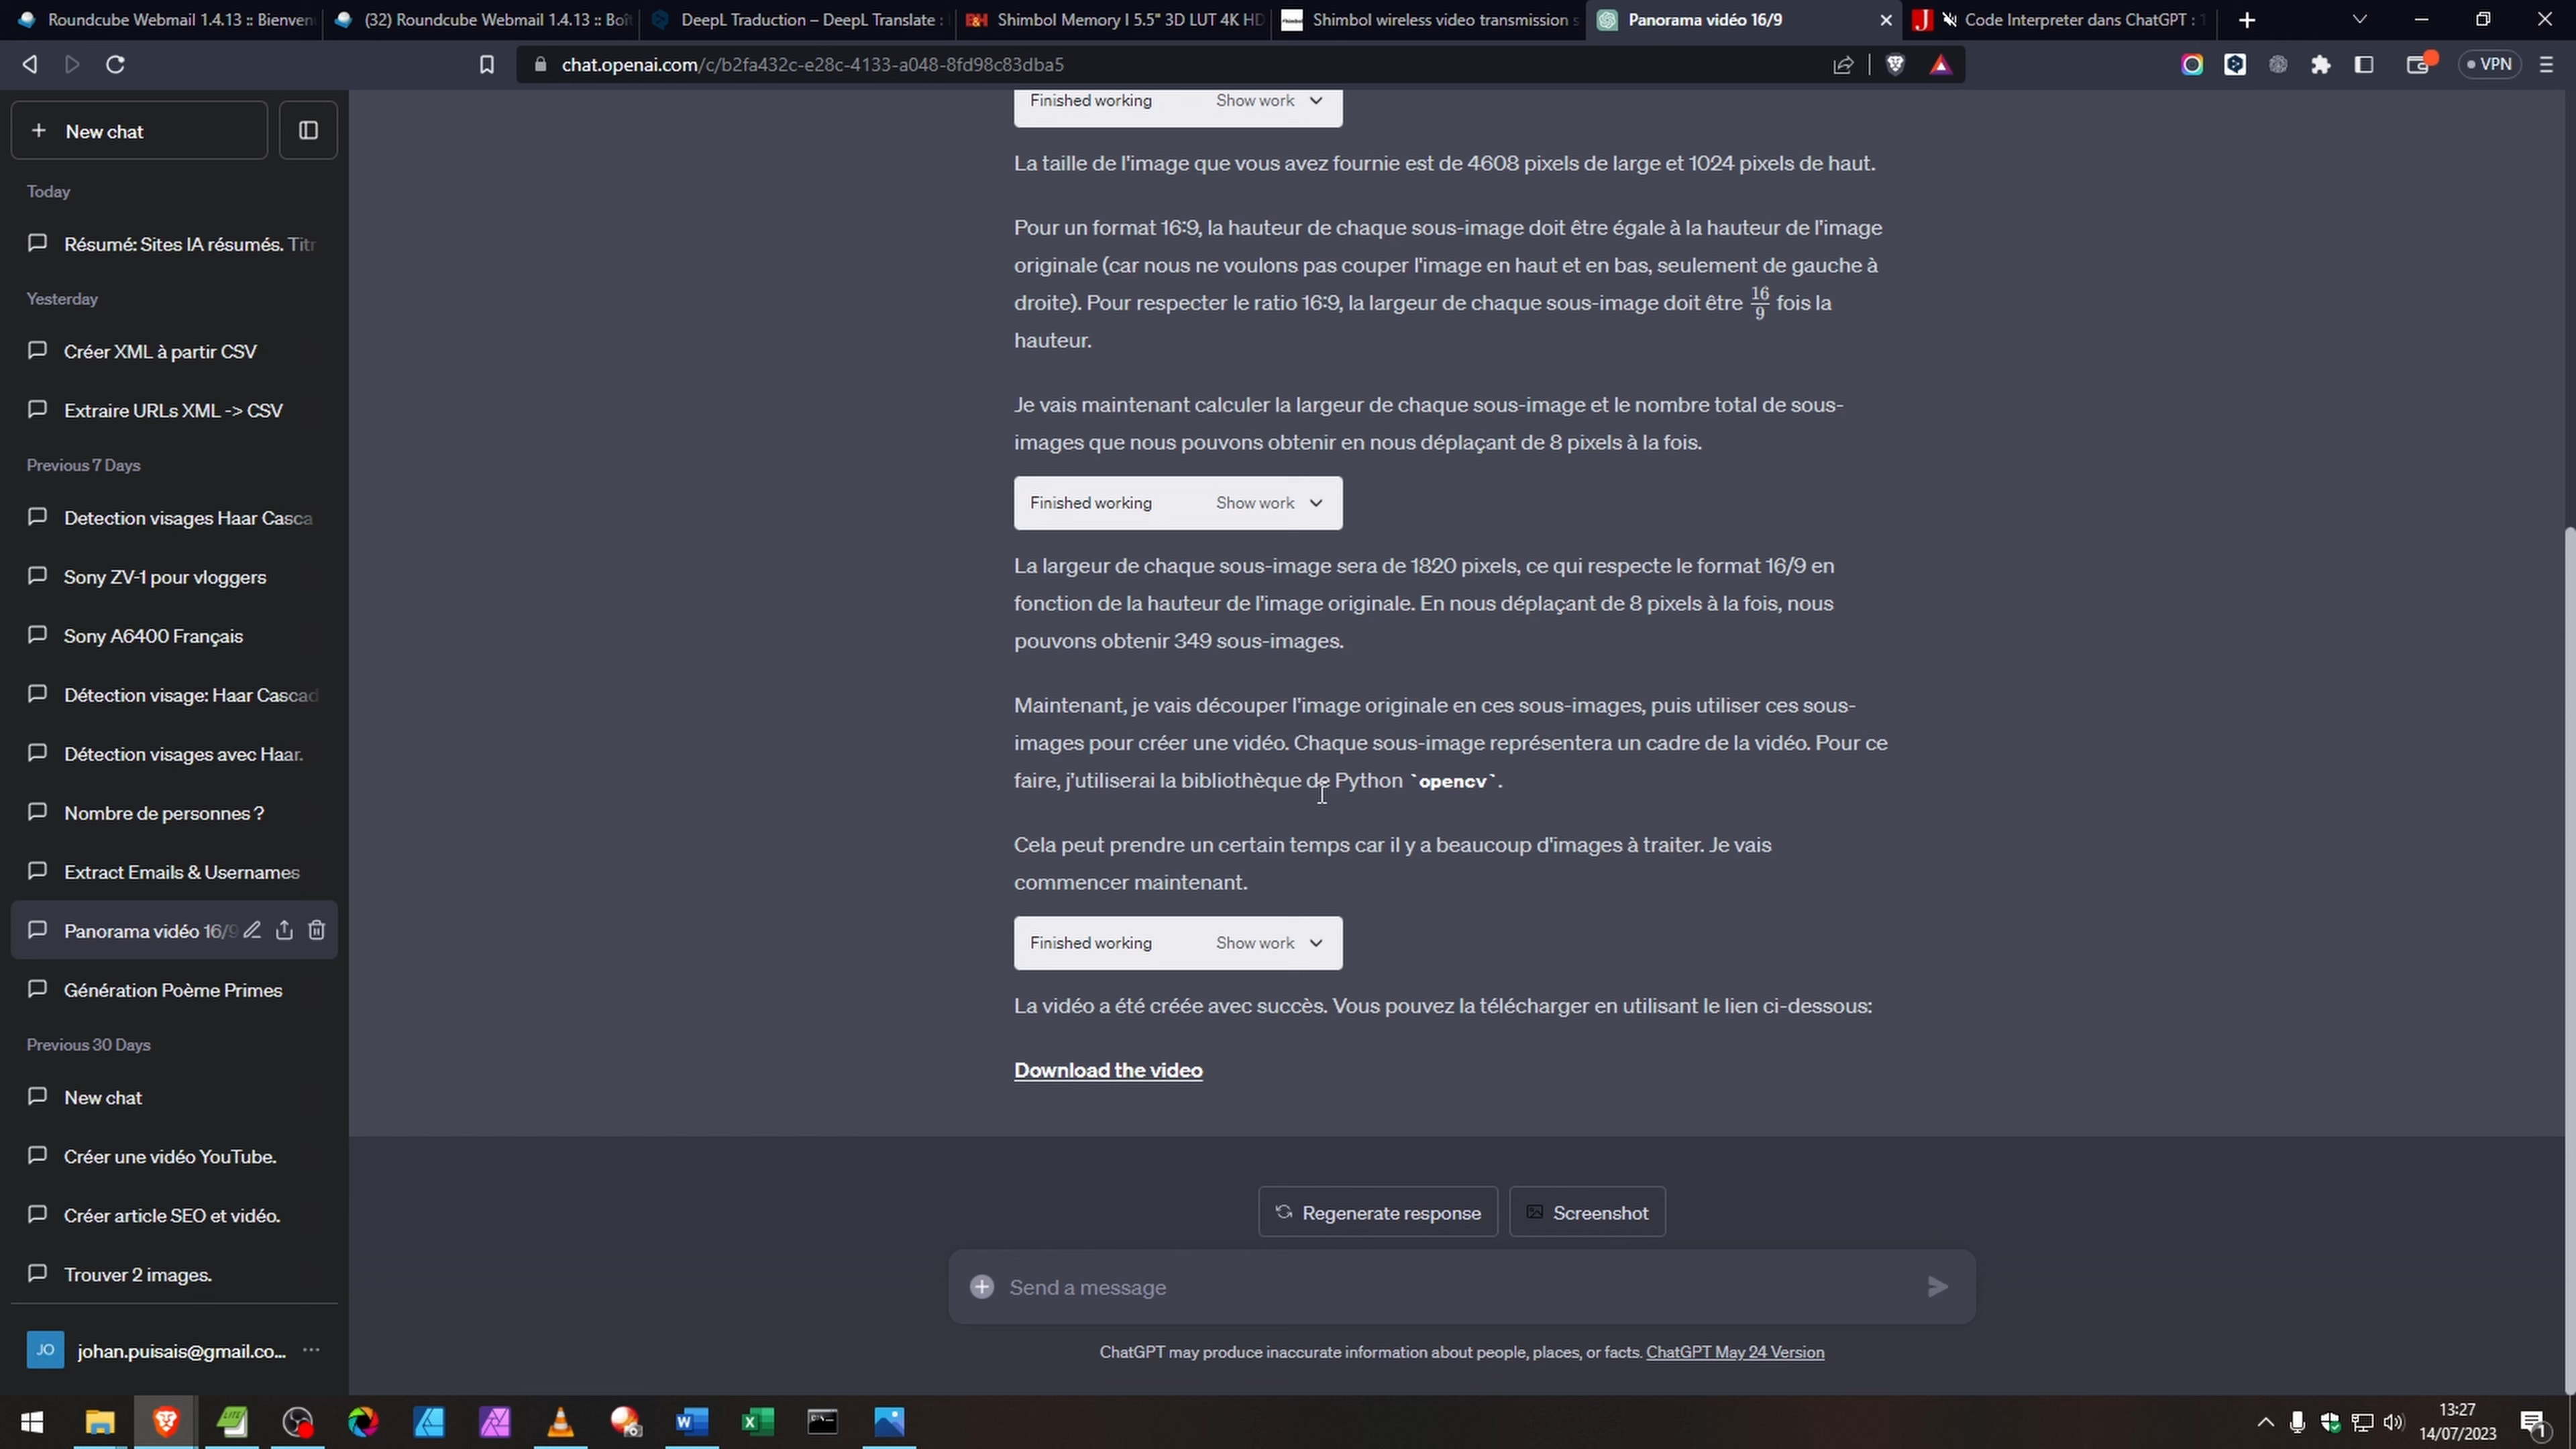 Roundcube Webmail 1.4.13 :: Bienven
(32) Roundcube Webmail 1.4.13 :: Boît
DeepL Traduction – DeepL Translate :
B&H
Shimbol Memory I 5.5" 3D LUT 4K HD
Shimbol wireless video transmission s
Panorama vidéo 16/9
Code Interpreter dans ChatGPT :
chat.openai.com/c/b2fa432c-e28c-4133-a048-8fd98c83dba5
VPN
New chat
Today
Résumé: Sites IA résumés. Titr
Yesterday
Créer XML à partir CSV
Extraire URLs XML -> CSV
Previous 7 Days
Detection visages Haar Casca
Sony ZV-1 pour vloggers
Sony A6400 Français
Détection visage: Haar Cascad
Détection visages avec Haar.
Nombre de personnes ?
Extract Emails & Usernames
Panorama vidéo 16/9
Génération Poème Primes
Previous 30 Days
New chat
Créer une vidéo YouTube.
Créer article SEO et vidéo.
Trouver 2 images.
JO
johan.puisais@gmail.co...
Finished working Show work
La taille de l'image que vous avez fournie est de 4608 pixels de large et 1024 pixels de haut.
Pour un format 16:9, la hauteur de chaque sous-image doit être égale à la hauteur de l'image
originale (car nous ne voulons pas couper l'image en haut et en bas, seulement de gauche à
droite). Pour respecter le ratio 16:9, la largeur de chaque sous-image doit être 16/9 fois la
hauteur.
Je vais maintenant calculer la largeur de chaque sous-image et le nombre total de sous-
images que nous pouvons obtenir en nous déplaçant de 8 pixels à la fois.
Finished working Show work
La largeur de chaque sous-image sera de 1820 pixels, ce qui respecte le format 16/9 en
fonction de la hauteur de l'image originale. En nous déplaçant de 8 pixels à la fois, nous
pouvons obtenir 349 sous-images.
Maintenant, je vais découper l'image originale en ces sous-images, puis utiliser ces sous-
images pour créer une vidéo. Chaque sous-image représentera un cadre de la vidéo. Pour ce
faire, j'utiliserai la bibliothèque de Python `opencv`.
Cela peut prendre un certain temps car il y a beaucoup d'images à traiter. Je vais
commencer maintenant.
Finished working Show work
La vidéo a été créée avec succès. Vous pouvez la télécharger en utilisant le lien ci-dessous:
Download the video
Regenerate response
Screenshot
Send a message
ChatGPT may produce inaccurate information about people, places, or facts. ChatGPT May 24 Version
LITE
13:27
14/07/2023
1